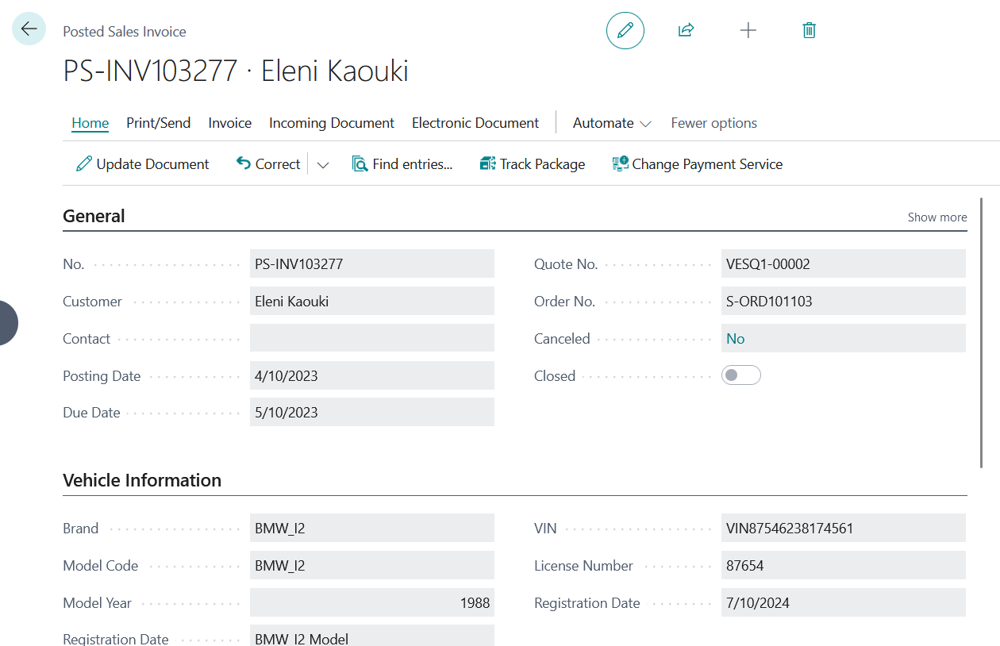 Posted Sales Invoice
PS-INV103277 · Eleni Kaouki
Home Print/Send Invoice Incoming Document Electronic Document Automate Fewer options
Update Document Correct Find entries... Track Package Change Payment Service
General Show more
No. PS-INV103277 Quote No. VESQ1-00002
Customer Eleni Kaouki Order No. S-ORD101103
Contact Canceled No
Posting Date 4/10/2023 Closed
Due Date 5/10/2023
Vehicle Information
Brand BMW_I2 VIN VIN87546238174561
Model Code BMW_I2 License Number 87654
Model Year 1988 Registration Date 7/10/2024
Registration Date BMW_I2 Model